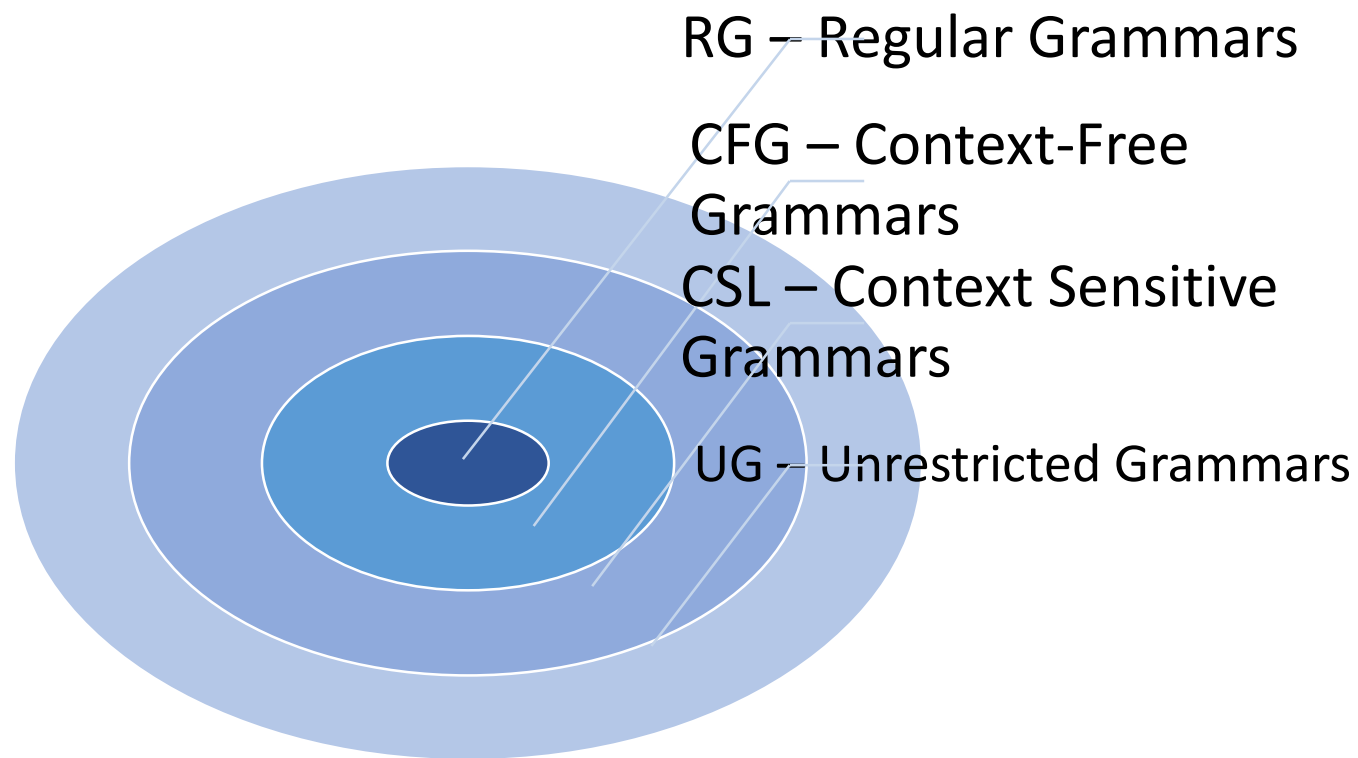 RG – Regular Grammars
CFG – Context-Free
Grammars
CSL – Context Sensitive
Grammars
UG – Unrestricted Grammars